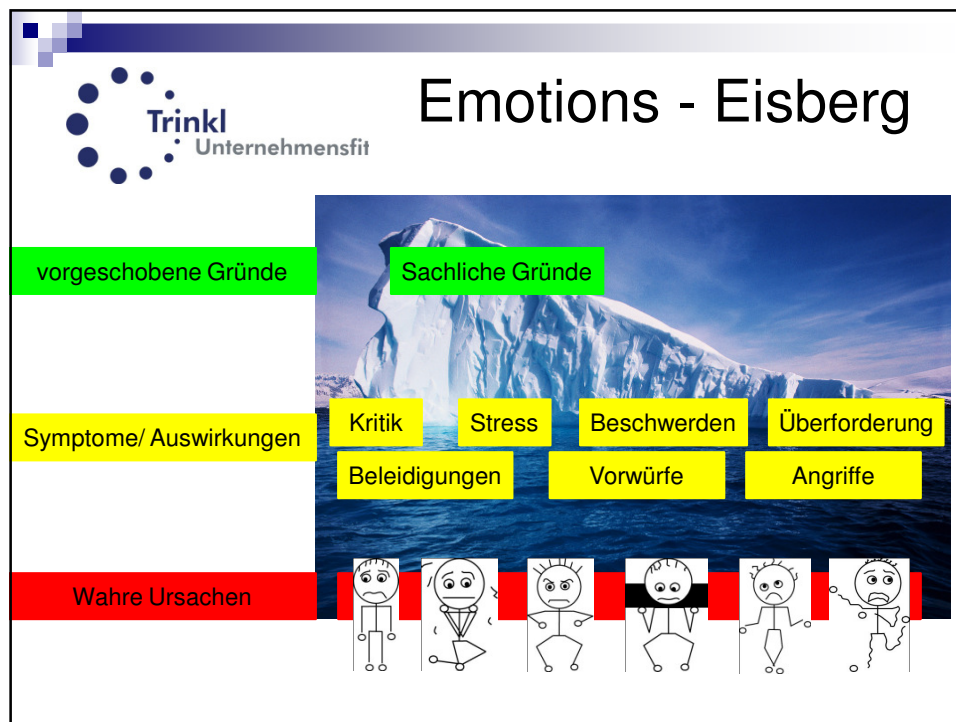 Trinkl
Unternehmensfit
Emotions - Eisberg
vorgeschobene Gründe
Sachliche Gründe
Symptome/ Auswirkungen
Kritik
Stress
Beschwerden
Überforderung
Beleidigungen
Vorwürfe
Angriffe
Wahre Ursachen